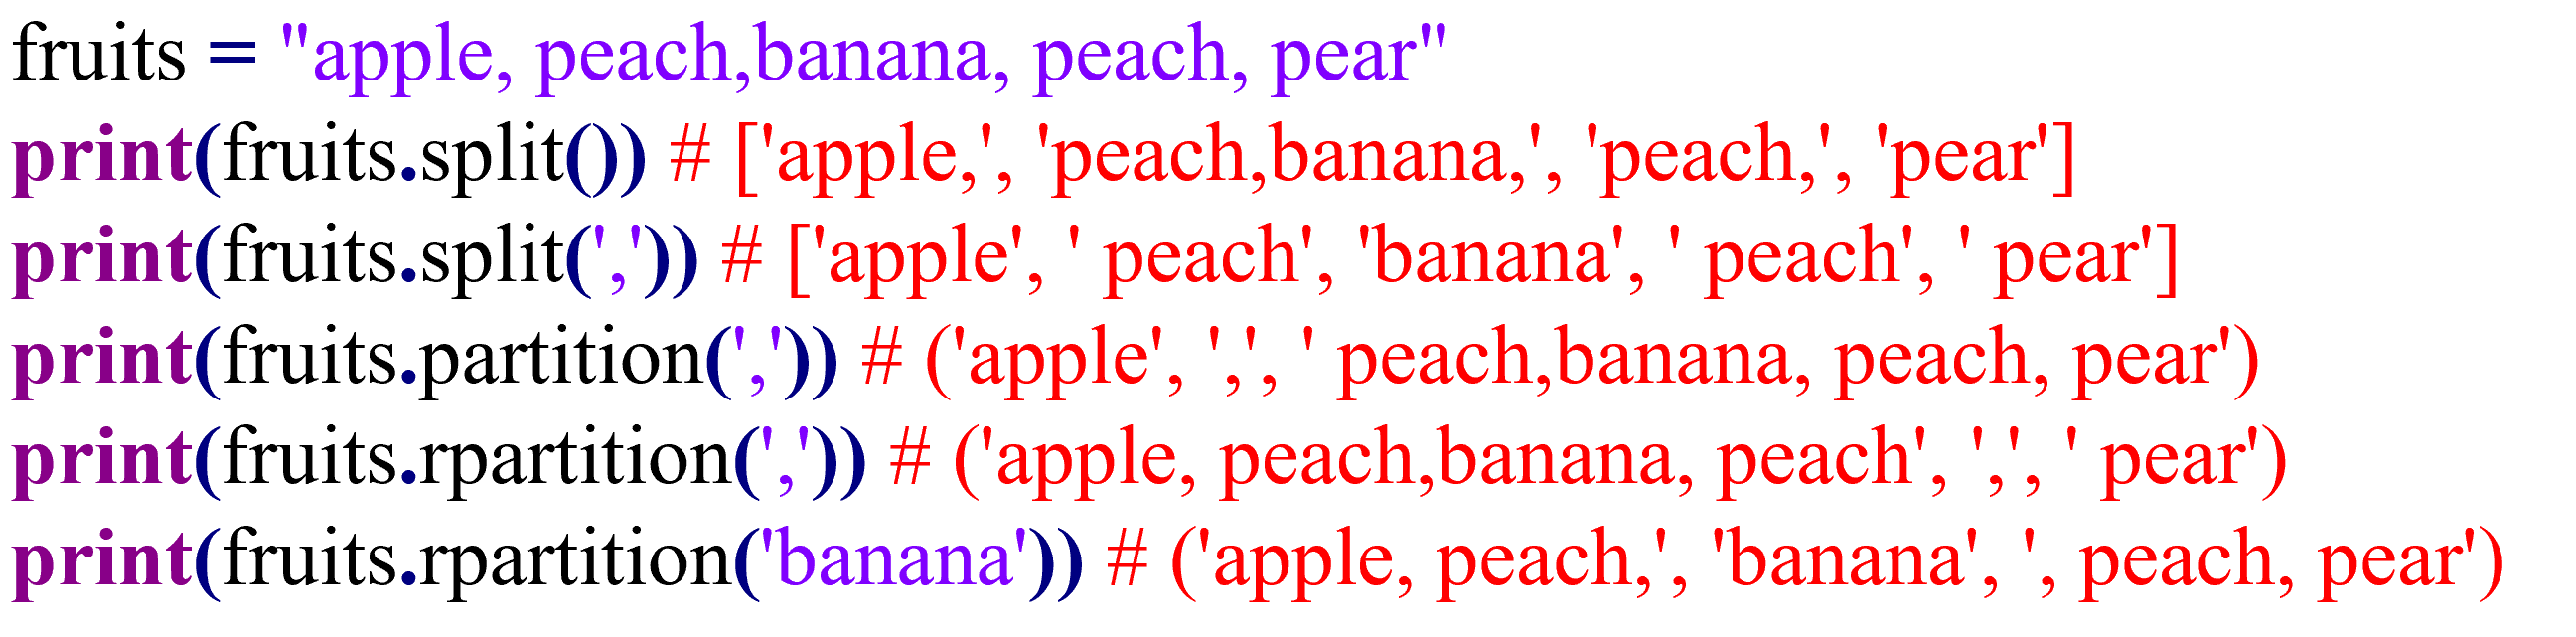 fruits = "apple, peach,banana, peach, pear"
print(fruits.split()) # ['apple,', 'peach,banana,', 'peach,', 'pear']
print(fruits.split(',')) # ['apple', ' peach', 'banana', ' peach', ' pear']
print(fruits.partition(',')) # ('apple', ',', ' peach,banana, peach, pear')
print(fruits.rpartition(',')) # ('apple, peach,banana, peach', ',', ' pear')
print(fruits.rpartition('banana')) # ('apple, peach,', 'banana', ', peach, pear')